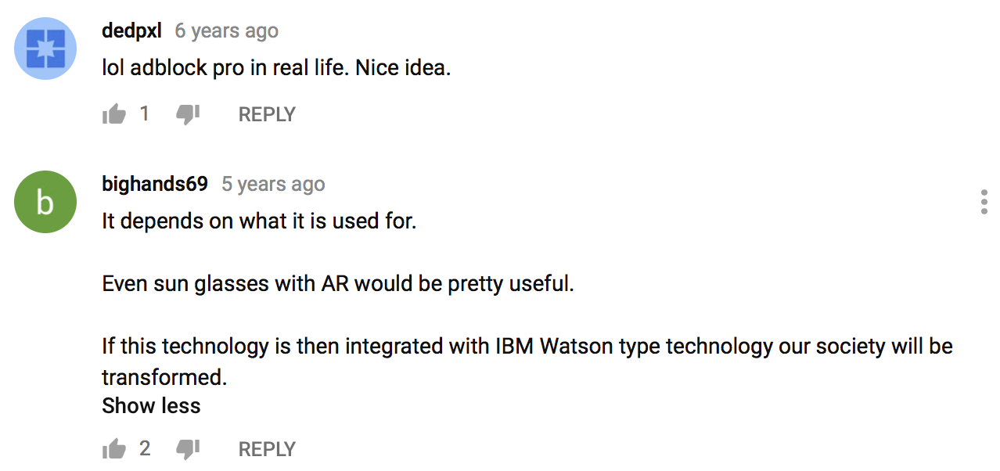 dedpxl 6 years ago
lol adblock pro in real life. Nice idea.
1 REPLY
b
bighands69 5 years ago
It depends on what it is used for.
Even sun glasses with AR would be pretty useful.
If this technology is then integrated with IBM Watson type technology our society will be
transformed.
Show less
2 REPLY